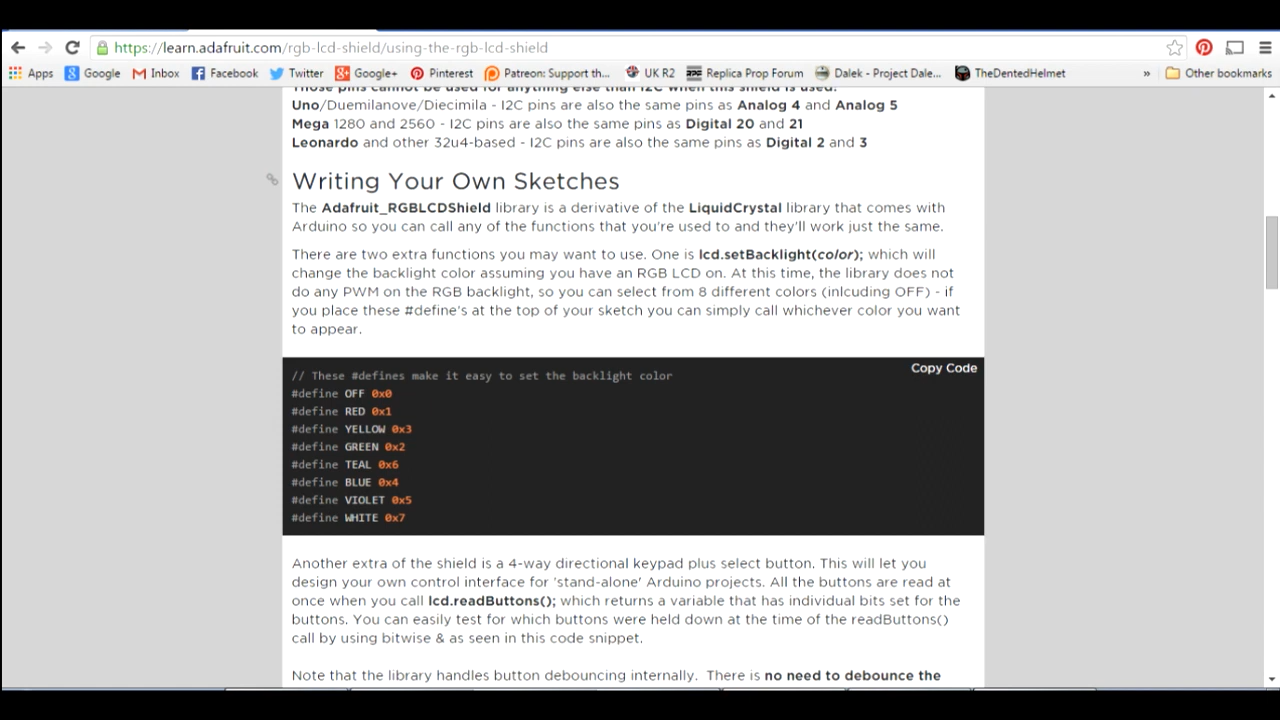 https://learn.adafruit.com/rgb-lcd-shield/using-the-rgb-lcd-shield
Apps Google Inbox Facebook Twitter Google+ Pinterest Patreon: Support th... UK R2 Replica Prop Forum Dalek - Project Dale... TheDentedHelmet » Other bookmarks
Those pins cannot be used for anything else than I2C when this shield is used.
Uno/Duemilanove/Diecimila - I2C pins are also the same pins as Analog 4 and Analog 5
Mega 1280 and 2560 - I2C pins are also the same pins as Digital 20 and 21
Leonardo and other 32u4-based - I2C pins are also the same pins as Digital 2 and 3
Writing Your Own Sketches
The Adafruit_RGBLCDShield library is a derivative of the LiquidCrystal library that comes with
Arduino so you can call any of the functions that you're used to and they'll work just the same.
There are two extra functions you may want to use. One is lcd.setBacklight(color); which will
change the backlight color assuming you have an RGB LCD on. At this time, the library does not
do any PWM on the RGB backlight, so you can select from 8 different colors (inlcuding OFF) - if
you place these #define's at the top of your sketch you can simply call whichever color you want
to appear.
Copy Code
// These #defines make it easy to set the backlight color
#define OFF 0x0
#define RED 0x1
#define YELLOW 0x3
#define GREEN 0x2
#define TEAL 0x6
#define BLUE 0x4
#define VIOLET 0x5
#define WHITE 0x7
Another extra of the shield is a 4-way directional keypad plus select button. This will let you
design your own control interface for 'stand-alone' Arduino projects. All the buttons are read at
once when you call lcd.readButtons(); which returns a variable that has individual bits set for the
buttons. You can easily test for which buttons were held down at the time of the readButtons()
call by using bitwise & as seen in this code snippet.
Note that the library handles button debouncing internally. There is no need to debounce the